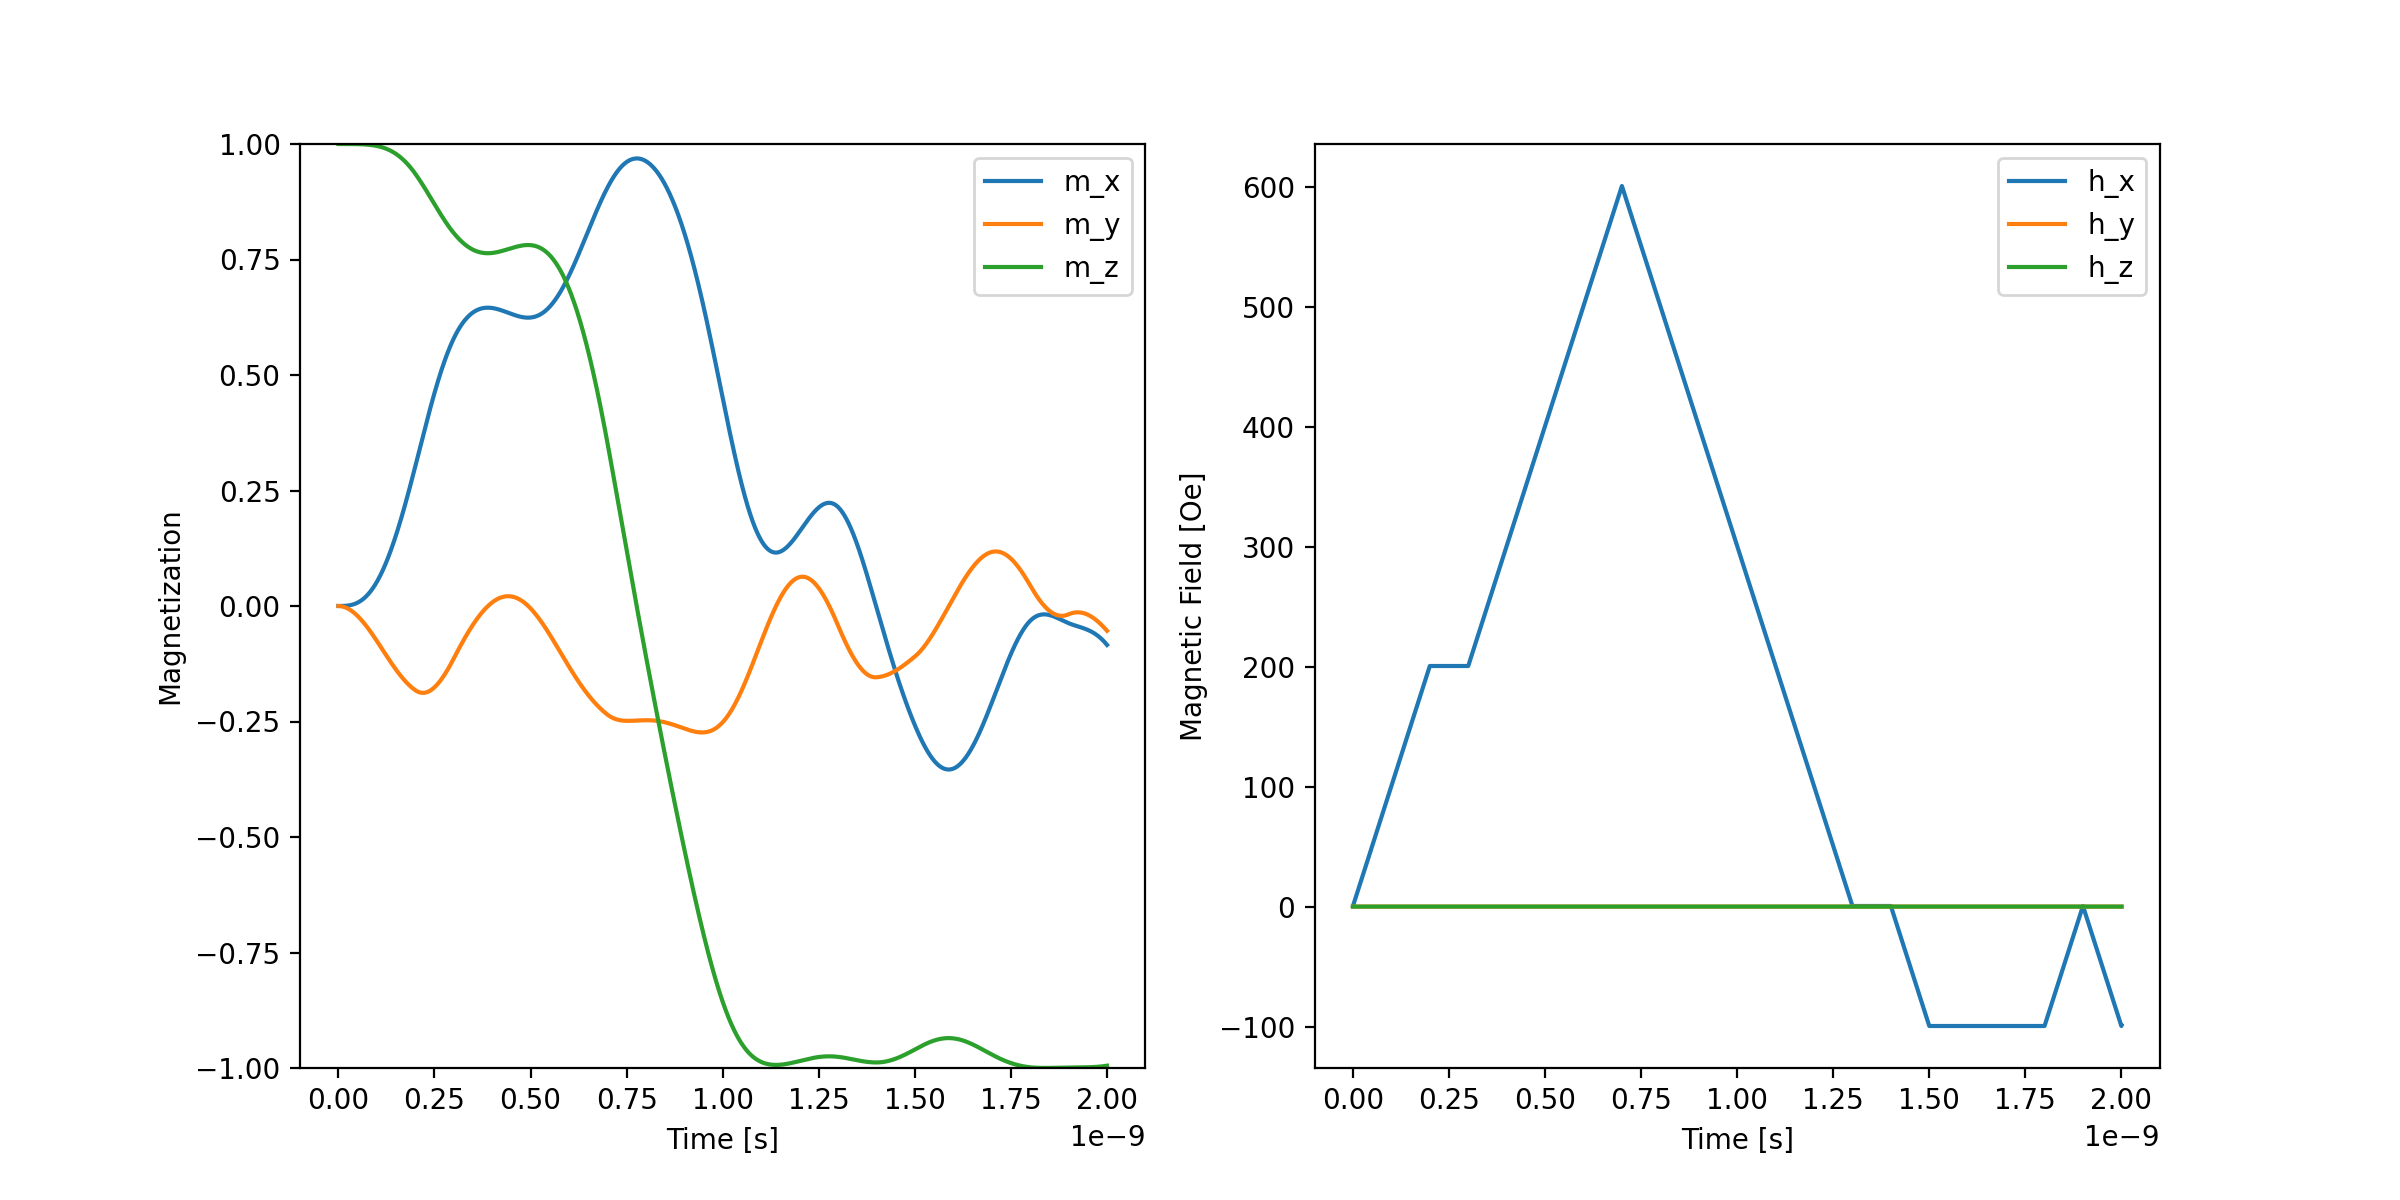 1.00
0.75
0.50
0.25
0.00
−0.25
−0.50
−0.75
−1.00
Magnetization
m_x
m_y
m_z
0.00 0.25 0.50 0.75 1.00 1.25 1.50 1.75 2.00
Time [s]
1e−9
600
500
400
300
200
100
0
−100
Magnetic Field [Oe]
h_x
h_y
h_z
0.00 0.25 0.50 0.75 1.00 1.25 1.50 1.75 2.00
Time [s]
1e−9